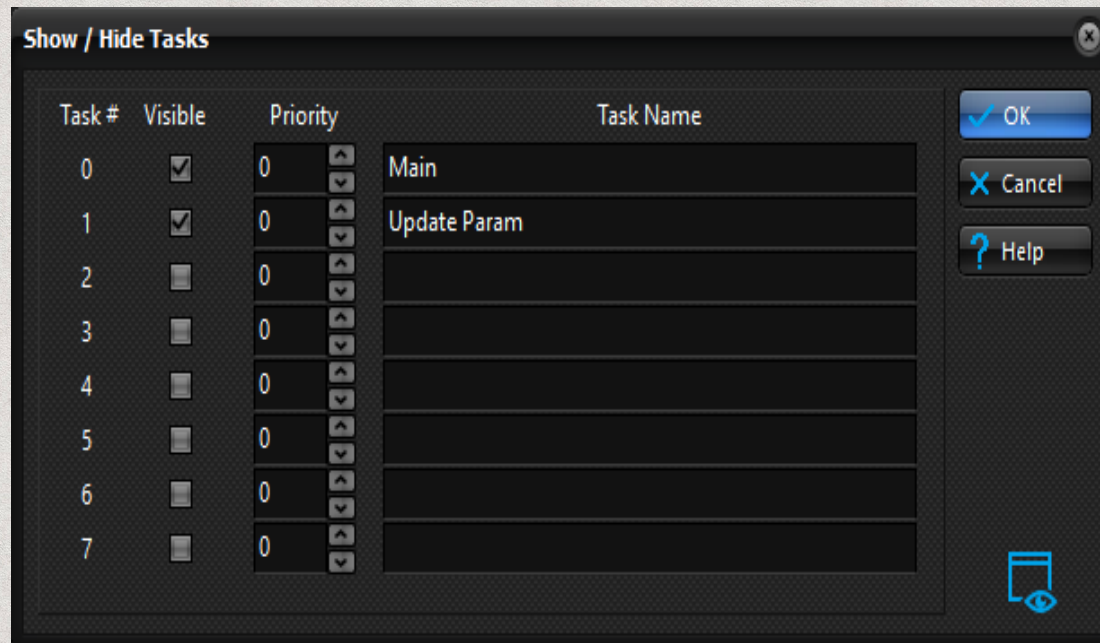 Show / Hide Tasks
Task # Visible Priority Task Name
0 0 Main
1 0 Update Param
2 0
3 0
4 0
5 0
6 0
7 0
OK
Cancel
Help